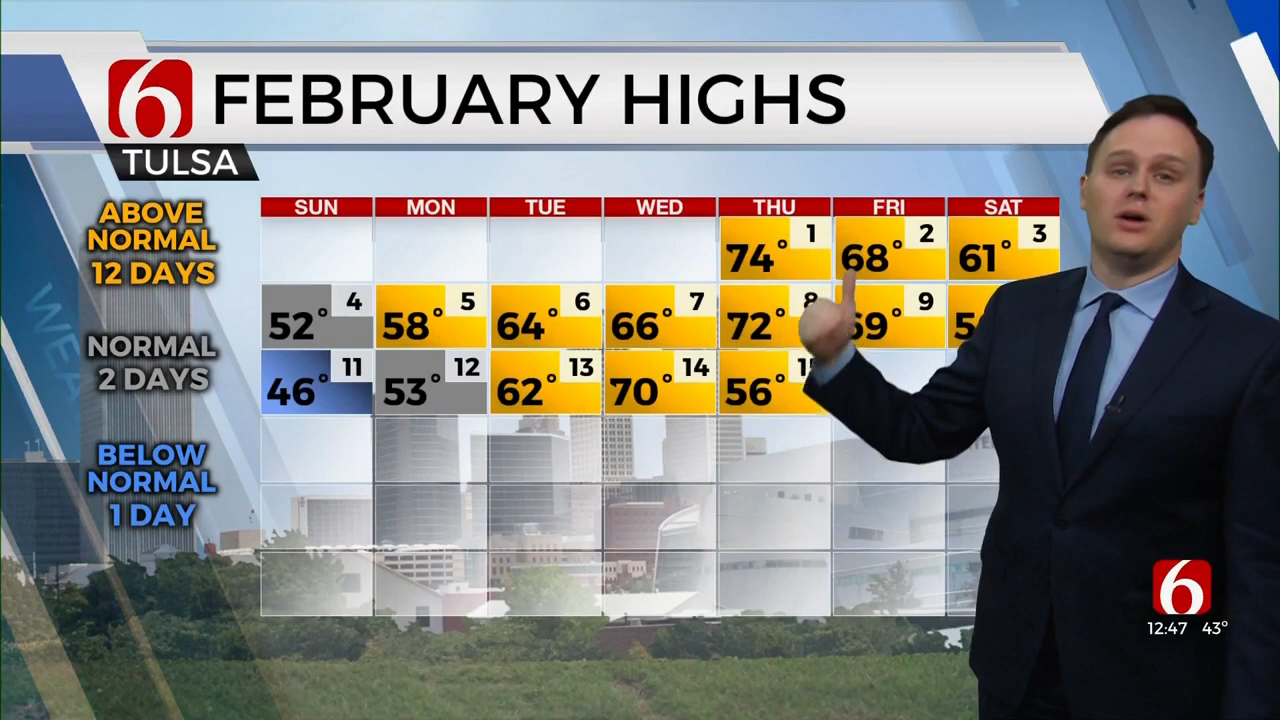 6 FEBRUARY HIGHS
TULSA
ABOVE
NORMAL
12 DAYS
NORMAL
2 DAYS
BELOW
NORMAL
1 DAY
SUN MON TUE WED THU FRI SAT
74° 1 68° 2 61° 3
52° 4 58° 5 64° 6 66° 7 72° 8 69° 9
46° 11 53° 12 62° 13 70° 14 56°
6
12:47 43°